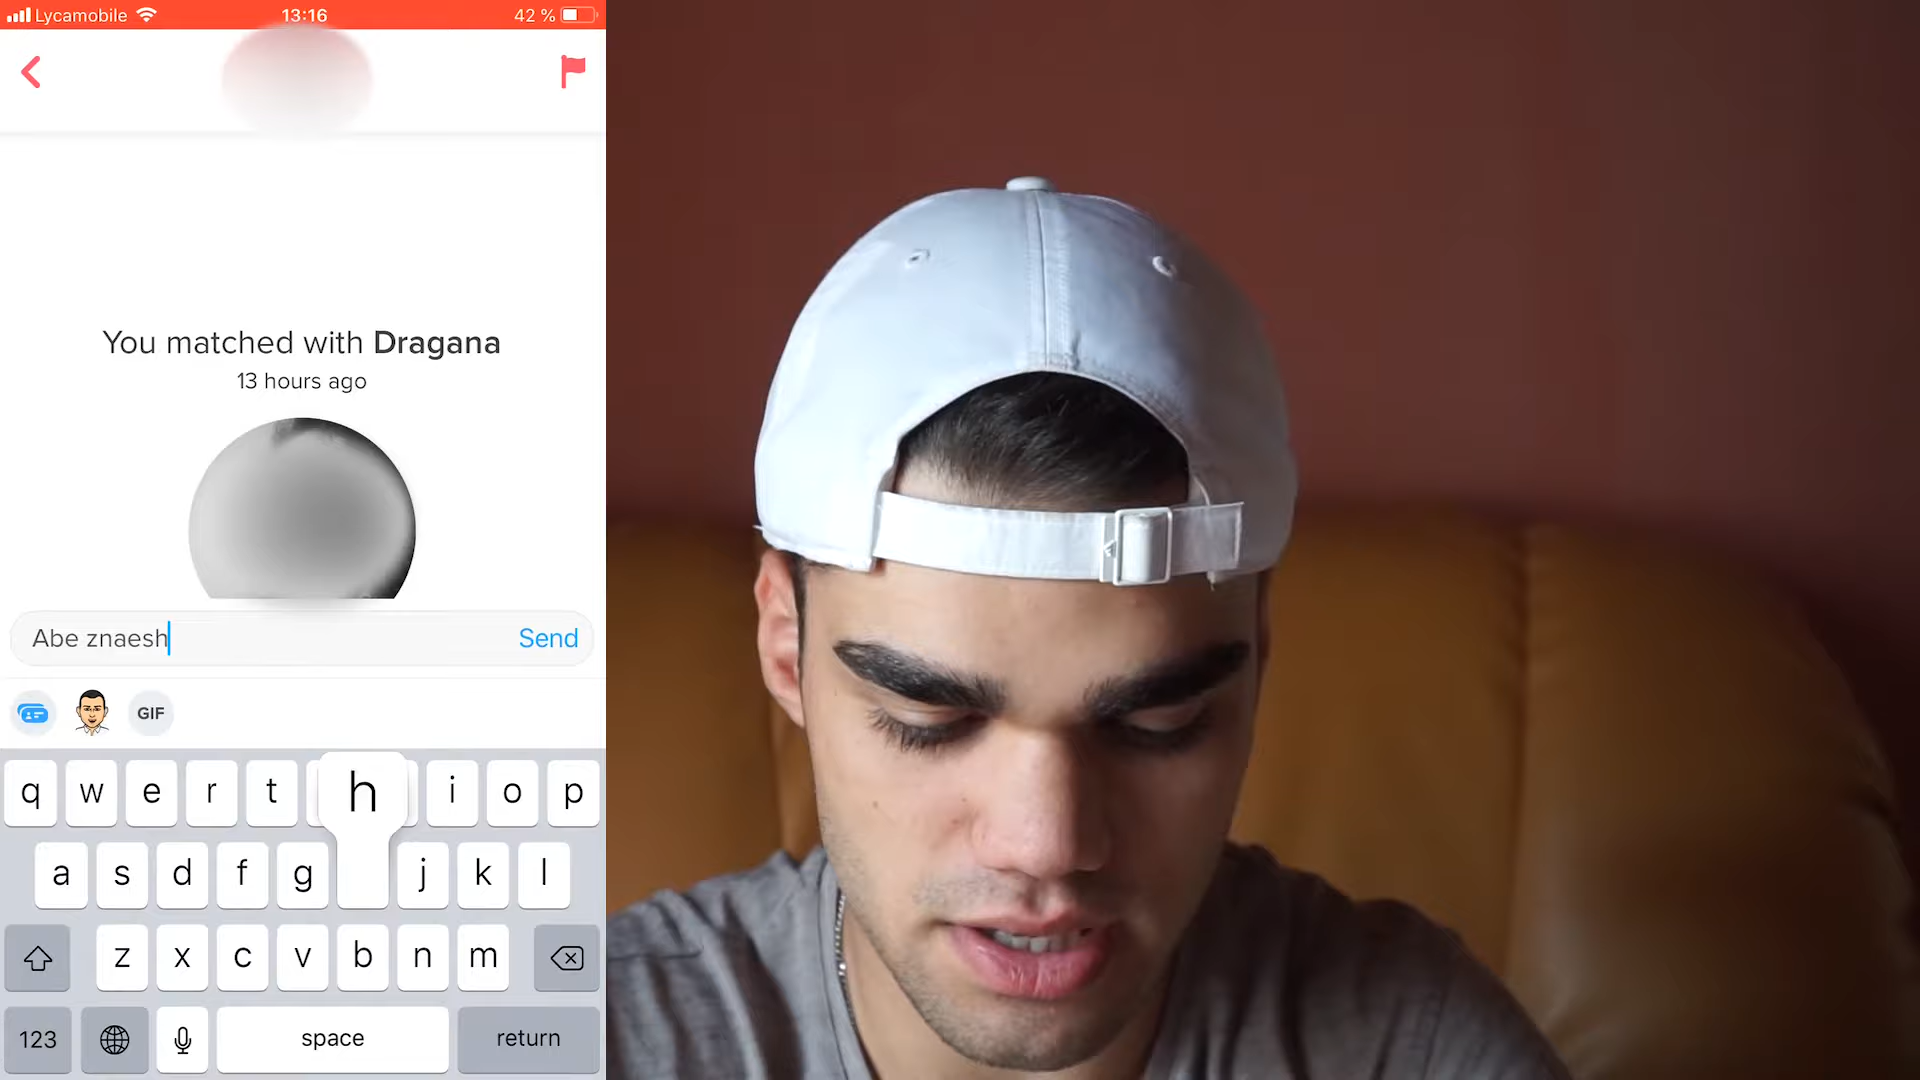 Lycamobile 13:16 42 %
You matched with Dragana
13 hours ago
Abe znaesh Send
GIF
q w e r t h i o p
a s d f g j k l
z x c v b n m
123 space return